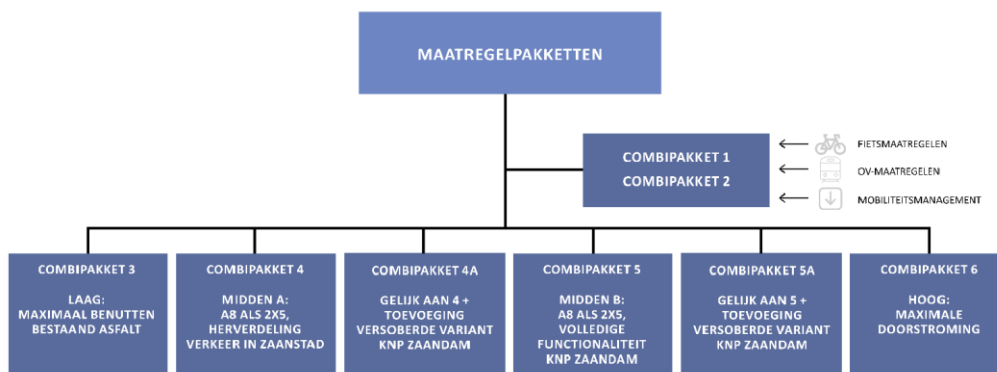 MAATREGELPAKKETTEN
COMBIPAKKET 1
COMBIPAKKET 2
FIETSMAATREGELEN
OV-MAATREGELEN
MOBILITEITSMANAGEMENT
COMBIPAKKET 3
LAAG:
MAXIMAAL BENUTTEN
BESTAAND ASFALT
COMBIPAKKET 4
MIDDEN A:
A8 ALS 2X5,
HERVERDELING
VERKEER IN ZAANSTAD
COMBIPAKKET 4A
GELIJK AAN 4 +
TOEVOEGING
VERSOBERDE VARIANT
KNP ZAANDAM
COMBIPAKKET 5
MIDDEN B:
A8 ALS 2X5,
VOLLEDIGE
FUNCTIONALITEIT
KNP ZAANDAM
COMBIPAKKET 5A
GELIJK AAN 5 +
TOEVOEGING
VERSOBERDE VARIANT
KNP ZAANDAM
COMBIPAKKET 6
HOOG:
MAXIMALE
DOORSTROMING